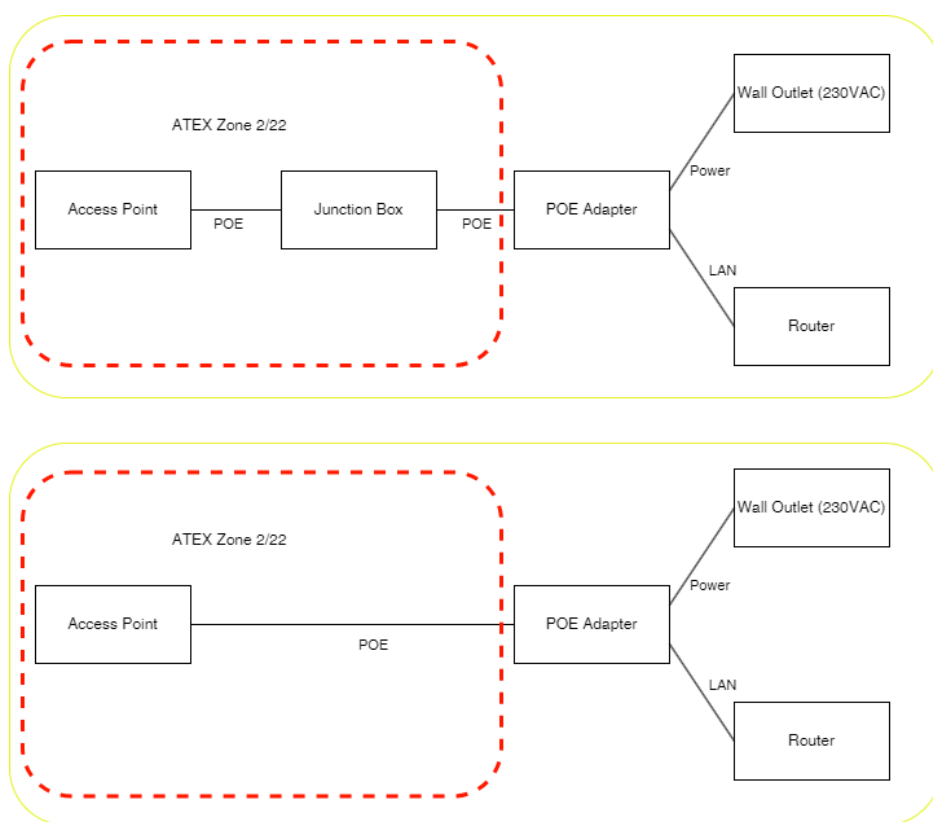 Wall Outlet (230VAC)
ATEX Zone 2/22
Power
Access Point
Junction Box
POE Adapter
POE
POE
LAN
Router
Wall Outlet (230VAC)
ATEX Zone 2/22
Power
Access Point
POE Adapter
POE
LAN
Router